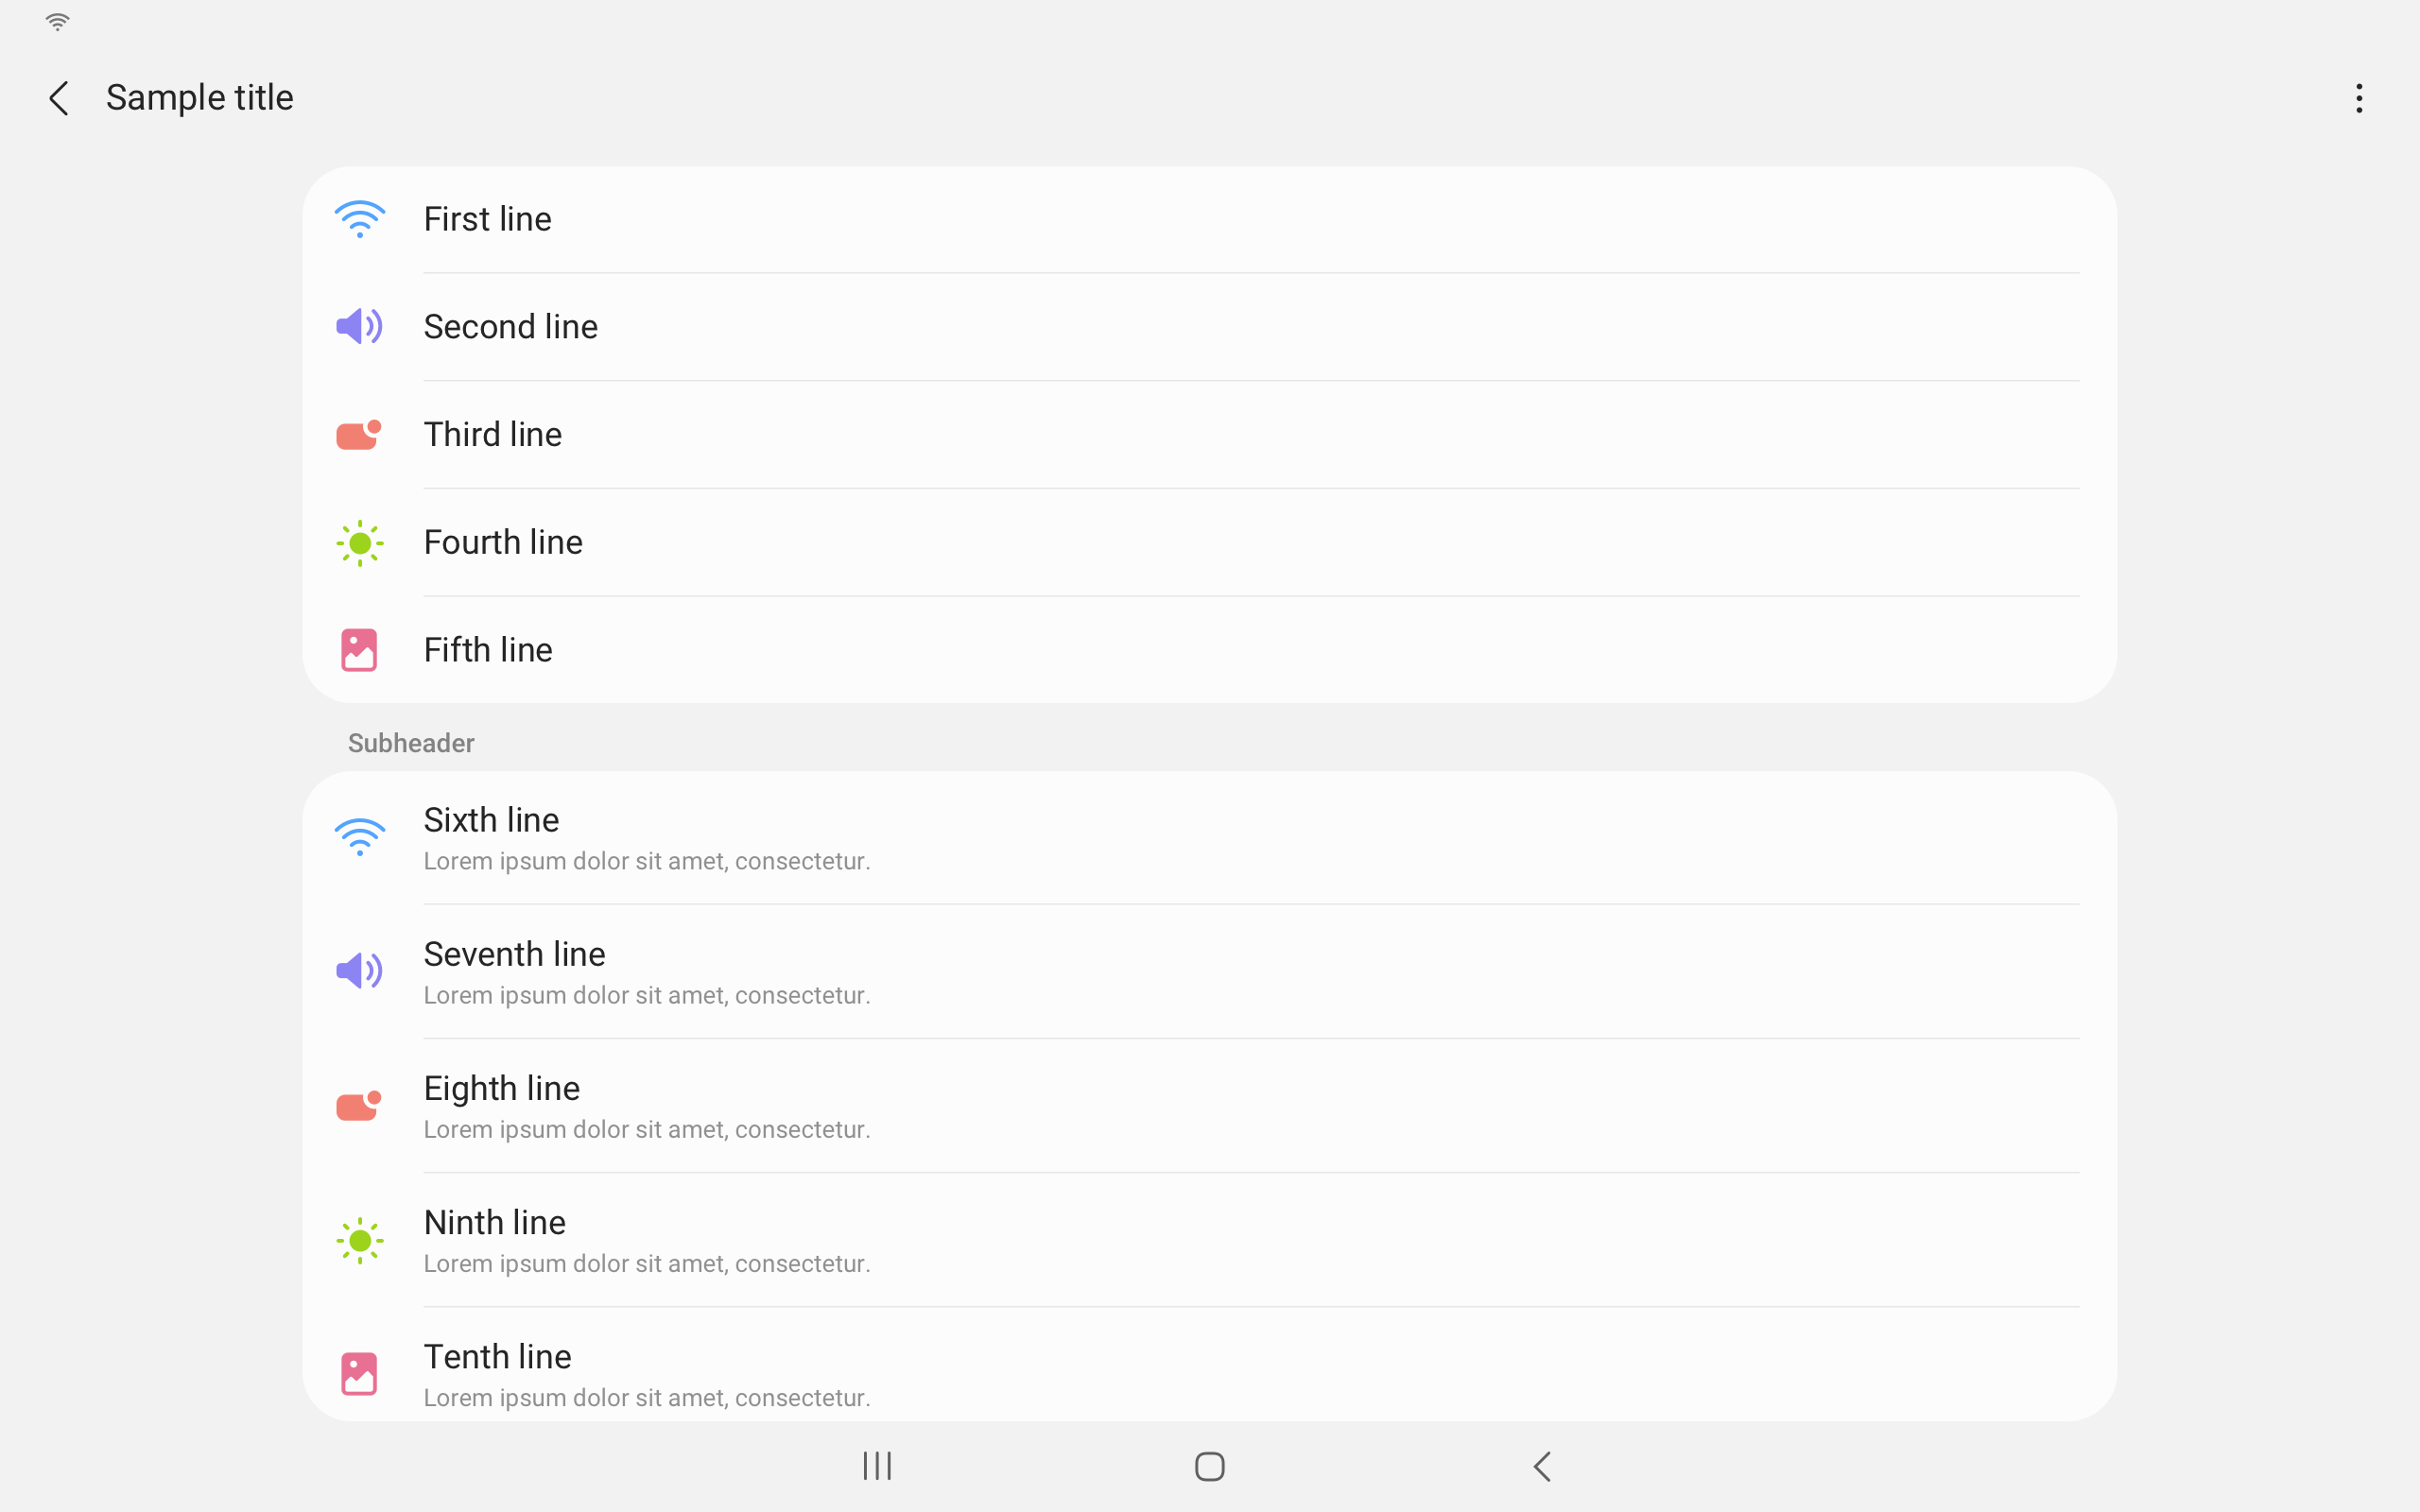 Sample title
First line
Second line
Third line
Fourth line
Fifth line
Subheader
Sixth line
Lorem ipsum dolor sit amet, consectetur.
Seventh line
Lorem ipsum dolor sit amet, consectetur.
Eighth line
Lorem ipsum dolor sit amet, consectetur.
Ninth line
Lorem ipsum dolor sit amet, consectetur.
Tenth line
Lorem ipsum dolor sit amet, consectetur.